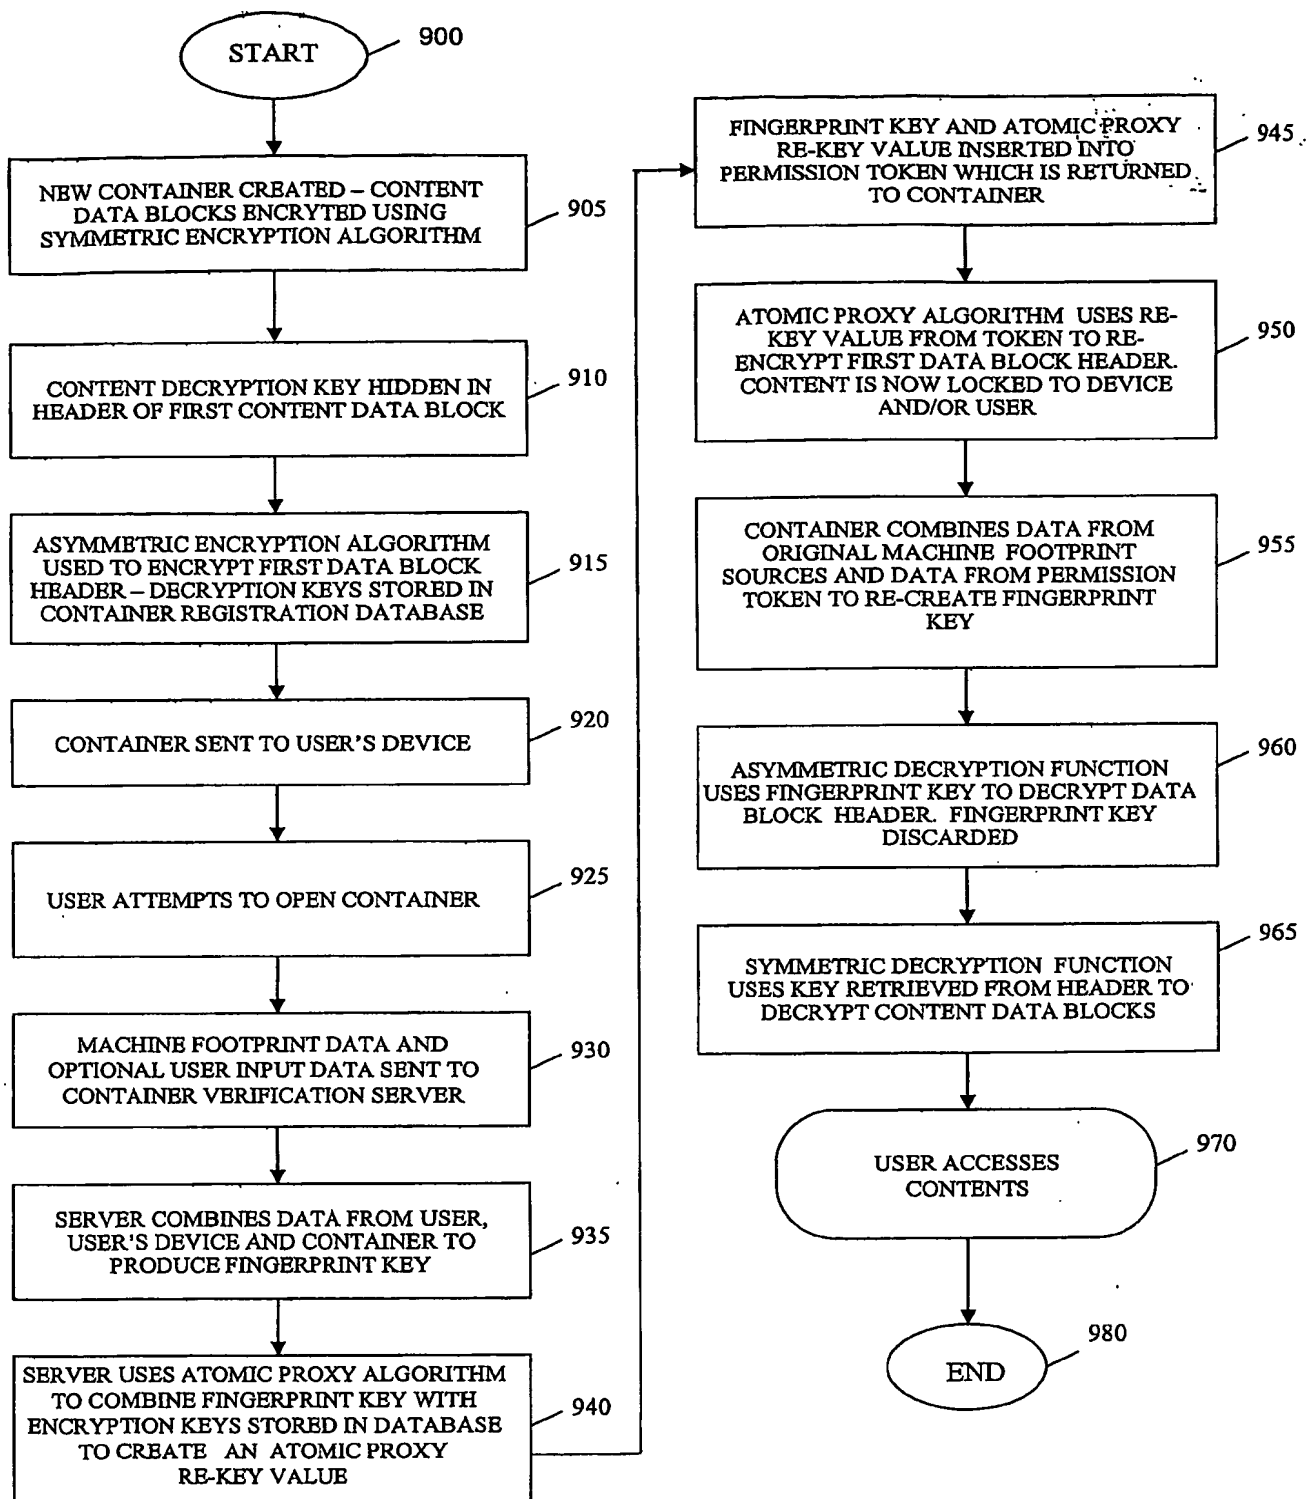 START
900
NEW CONTAINER CREATED – CONTENT
DATA BLOCKS ENCRYTED USING
SYMMETRIC ENCRYPTION ALGORITHM
905
CONTENT DECRYPTION KEY HIDDEN IN
HEADER OF FIRST CONTENT DATA BLOCK
910
ASYMMETRIC ENCRYPTION ALGORITHM
USED TO ENCRYPT FIRST DATA BLOCK
HEADER – DECRYPTION KEYS STORED IN
CONTAINER REGISTRATION DATABASE
915
CONTAINER SENT TO USER'S DEVICE
920
USER ATTEMPTS TO OPEN CONTAINER
925
MACHINE FOOTPRINT DATA AND
OPTIONAL USER INPUT DATA SENT TO
CONTAINER VERIFICATION SERVER
930
SERVER COMBINES DATA FROM USER,
USER'S DEVICE AND CONTAINER TO
PRODUCE FINGERPRINT KEY
935
SERVER USES ATOMIC PROXY ALGORITHM
TO COMBINE FINGERPRINT KEY WITH
ENCRYPTION KEYS STORED IN DATABASE
TO CREATE AN ATOMIC PROXY
RE-KEY VALUE
940
FINGERPRINT KEY AND ATOMIC PROXY
RE-KEY VALUE INSERTED INTO
PERMISSION TOKEN WHICH IS RETURNED
TO CONTAINER
945
ATOMIC PROXY ALGORITHM USES RE-
KEY VALUE FROM TOKEN TO RE-
ENCRYPT FIRST DATA BLOCK HEADER.
CONTENT IS NOW LOCKED TO DEVICE
AND/OR USER
950
CONTAINER COMBINES DATA FROM
ORIGINAL MACHINE FOOTPRINT
SOURCES AND DATA FROM PERMISSION
TOKEN TO RE-CREATE FINGERPRINT
KEY
955
ASYMMETRIC DECRYPTION FUNCTION
USES FINGERPRINT KEY TO DECRYPT DATA
BLOCK HEADER. FINGERPRINT KEY
DISCARDED
960
SYMMETRIC DECRYPTION FUNCTION
USES KEY RETRIEVED FROM HEADER TO
DECRYPT CONTENT DATA BLOCKS
965
USER ACCESSES
CONTENTS
970
END
980